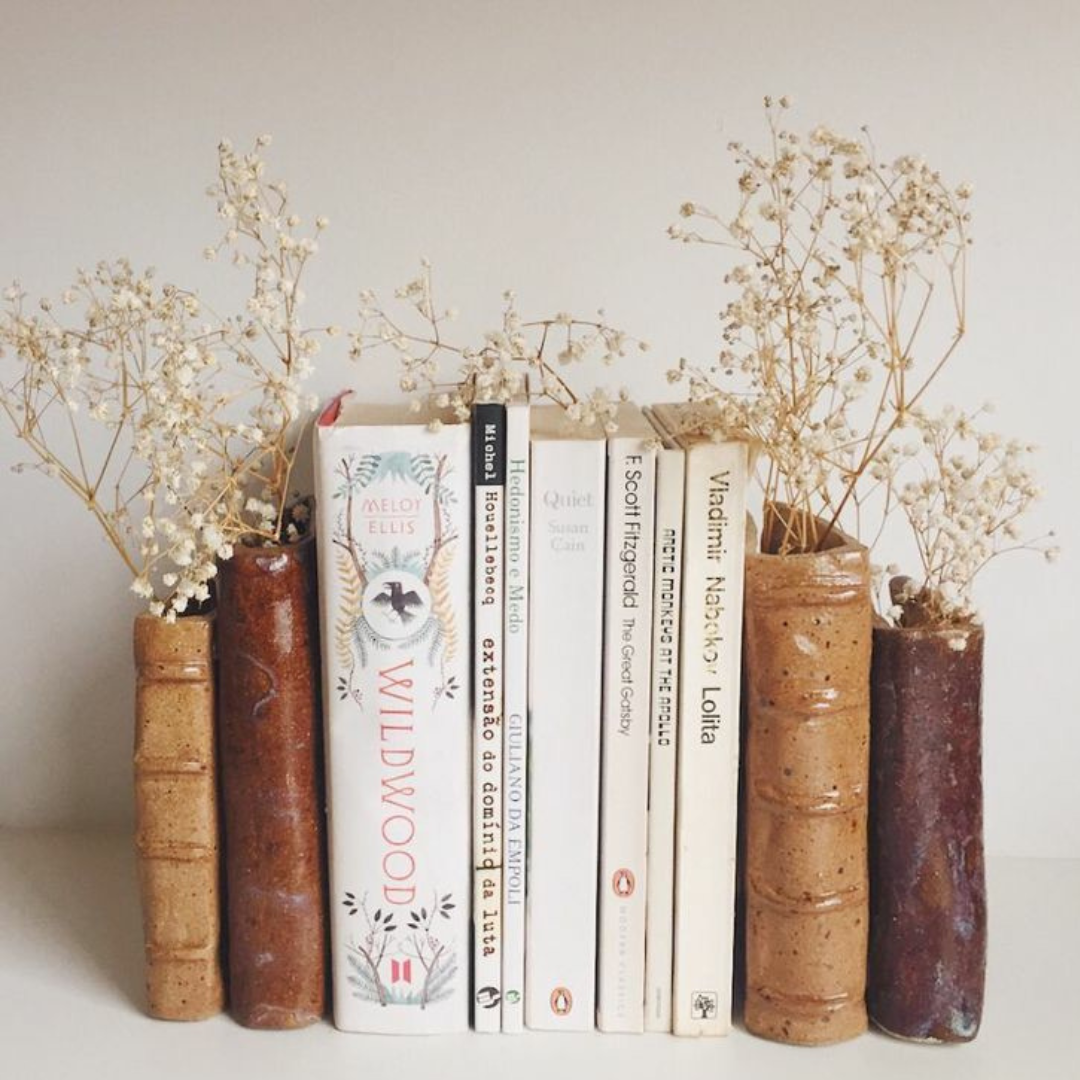 MELOY
ELLIS
WILDWOOD
Michel Houellebecq extensão do domínio da luta
Hedonismo e Medo GIULIANO DA EMPOLI
Quiet
Susan
Cain
F. Scott Fitzgerald The Great Gatsby
ARCTIC MONKEYS AT THE APOLLO
Vladimir Nabokov Lolita